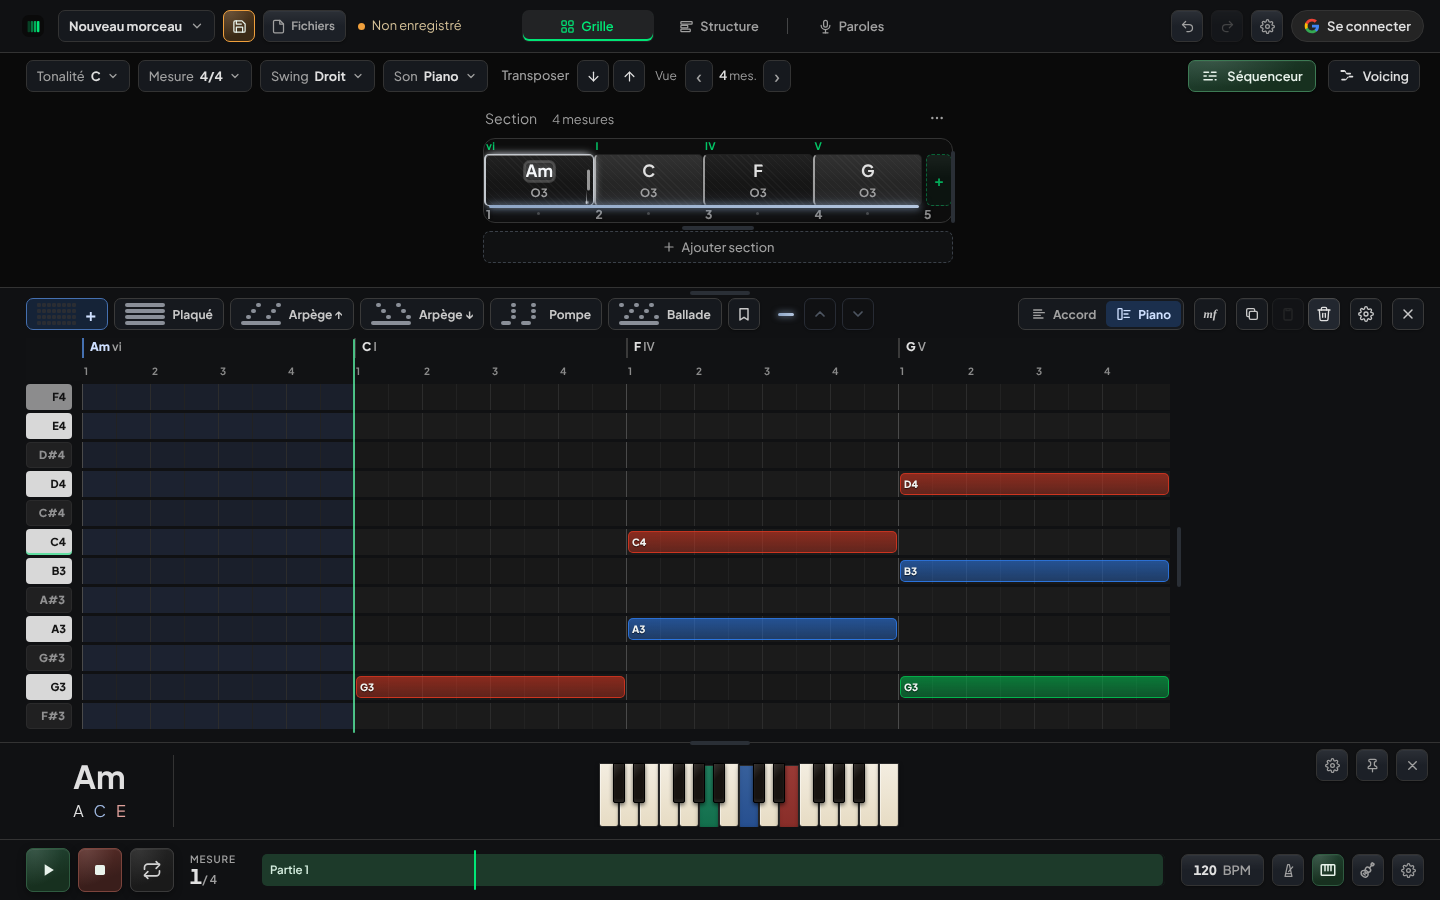 Nouveau morceau Fichiers Non enregistré Grille Structure Paroles Se connecter
Tonalité C Mesure 4/4 Swing Droit Son Piano Transposer Vue 4 mes. Séquenceur Voicing
Section 4 mesures
vi I IV V
Am C F G
O3 O3 O3 O3
1 2 3 4 5
Ajouter section
Plaqué Arpège Arpège Pompe Ballade Accord Piano mf
Am vi C I F IV G V
1 2 3 4 1 2 3 4 1 2 3 4 1 2 3 4
F4
E4
D#4
D4 D4
C#4
C4 C4
B3 B3
A#3
A3 A3
G#3
G3 G3 G3
F#3
Am
A C E
MESURE
1/4
Partie 1
120 BPM